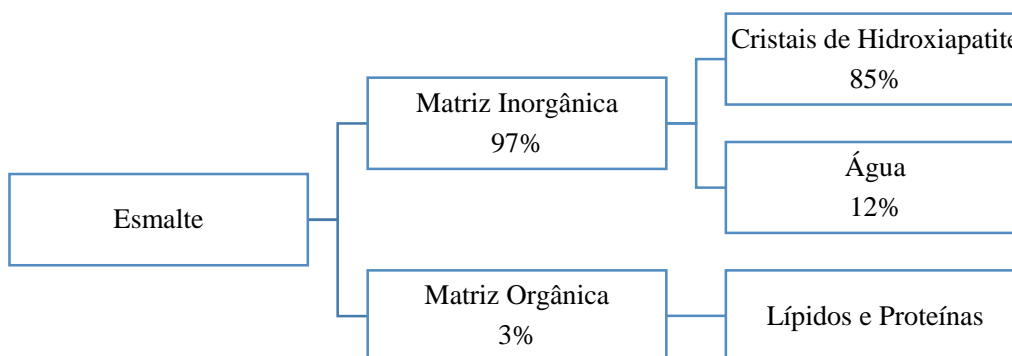 Esmalte
Matriz Inorgânica
97%
Cristais de Hidroxiapatite
85%
Água
12%
Matriz Orgânica
3%
Lípidos e Proteínas